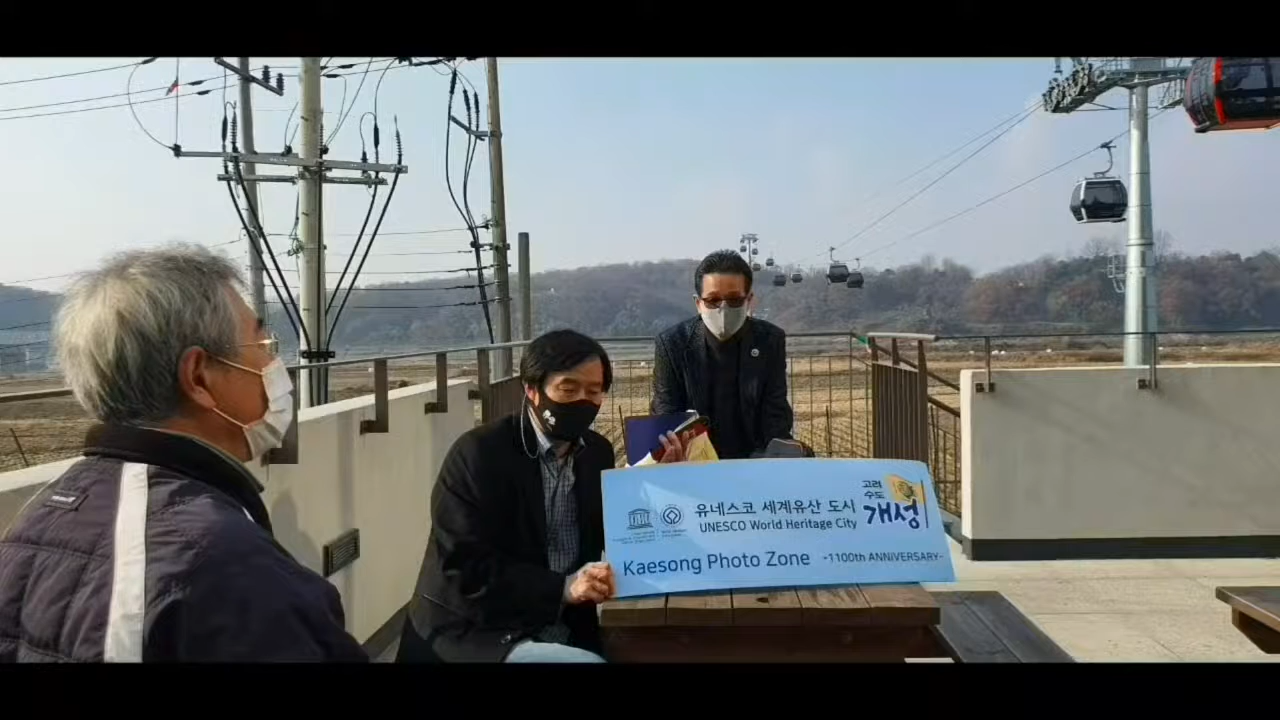 유네스코 세계유산 도시
UNESCO World Heritage City
고려
수도
개성
Kaesong Photo Zone
-1100th ANNIVERSARY-